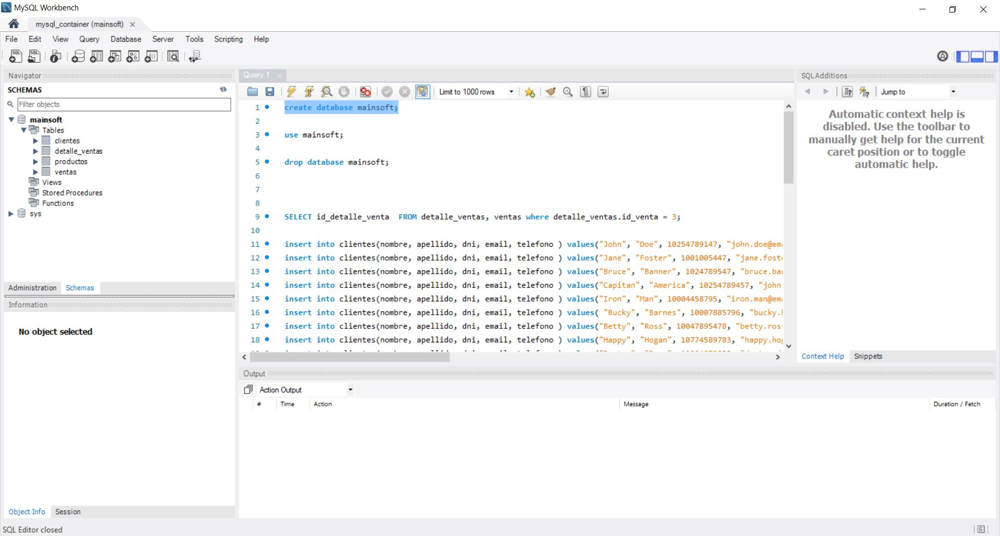 MySQL Workbench
mysql_container (mainsoft)
File Edit View Query Database Server Tools Scripting Help
Navigator
SCHEMAS
Filter objects
mainsoft
Tables
clientes
detalle_ventas
productos
ventas
Views
Stored Procedures
Functions
sys
Administration Schemas
Information
No object selected
Object Info Session
Query 1
Limit to 1000 rows
1 create database mainsoft;
2
3 use mainsoft;
4
5 drop database mainsoft;
6
7
8
9 SELECT id_detalle_venta  FROM detalle_ventas, ventas where detalle_ventas.id_venta = 3;
10
11 insert into clientes(nombre, apellido, dni, email, telefono ) values("John", "Doe", 10254789147, "john.doe@em
12 insert into clientes(nombre, apellido, dni, email, telefono ) values("Jane", "Foster", 1001005447, "jane.fost
13 insert into clientes(nombre, apellido, dni, email, telefono ) values("Bruce", "Banner", 1024789547, "bruce.ba
14 insert into clientes(nombre, apellido, dni, email, telefono ) values("Capitan", "America", 10254789457, "john
15 insert into clientes(nombre, apellido, dni, email, telefono ) values("Iron", "Man", 10004458795, "iron.man@em
16 insert into clientes(nombre, apellido, dni, email, telefono ) values( "Bucky", "Barnes", 10007885796, "bucky.
17 insert into clientes(nombre, apellido, dni, email, telefono ) values("Betty", "Ross", 10047895478, "betty.ros
18 insert into clientes(nombre, apellido, dni, email, telefono ) values("Happy", "Hogan", 10774589783, "happy.ho
SQLAdditions
Jump to
Automatic context help is
disabled. Use the toolbar to
manually get help for the current
caret position or to toggle
automatic help.
Context Help Snippets
Output
Action Output
# Time Action Message Duration / Fetch
SQL Editor closed